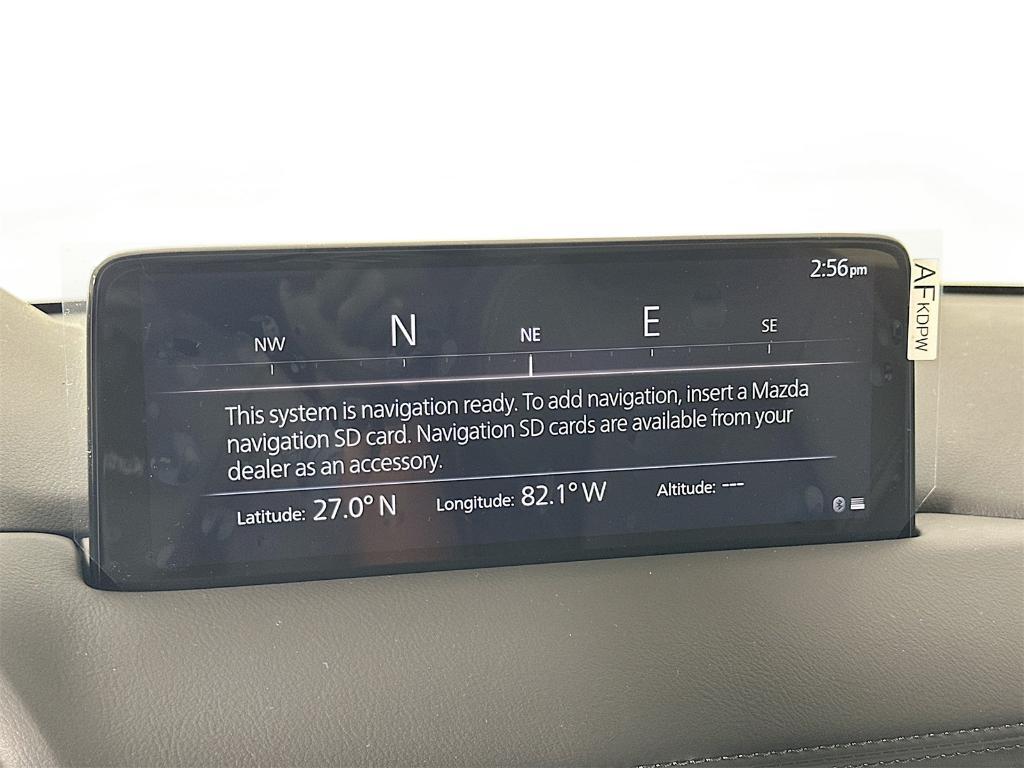 2:56pm
AF KDPW
NW N NE E SE
This system is navigation ready. To add navigation, insert a Mazda
navigation SD card. Navigation SD cards are available from your
dealer as an accessory.
Latitude: 27.0° N Longitude: 82.1° W Altitude: ---